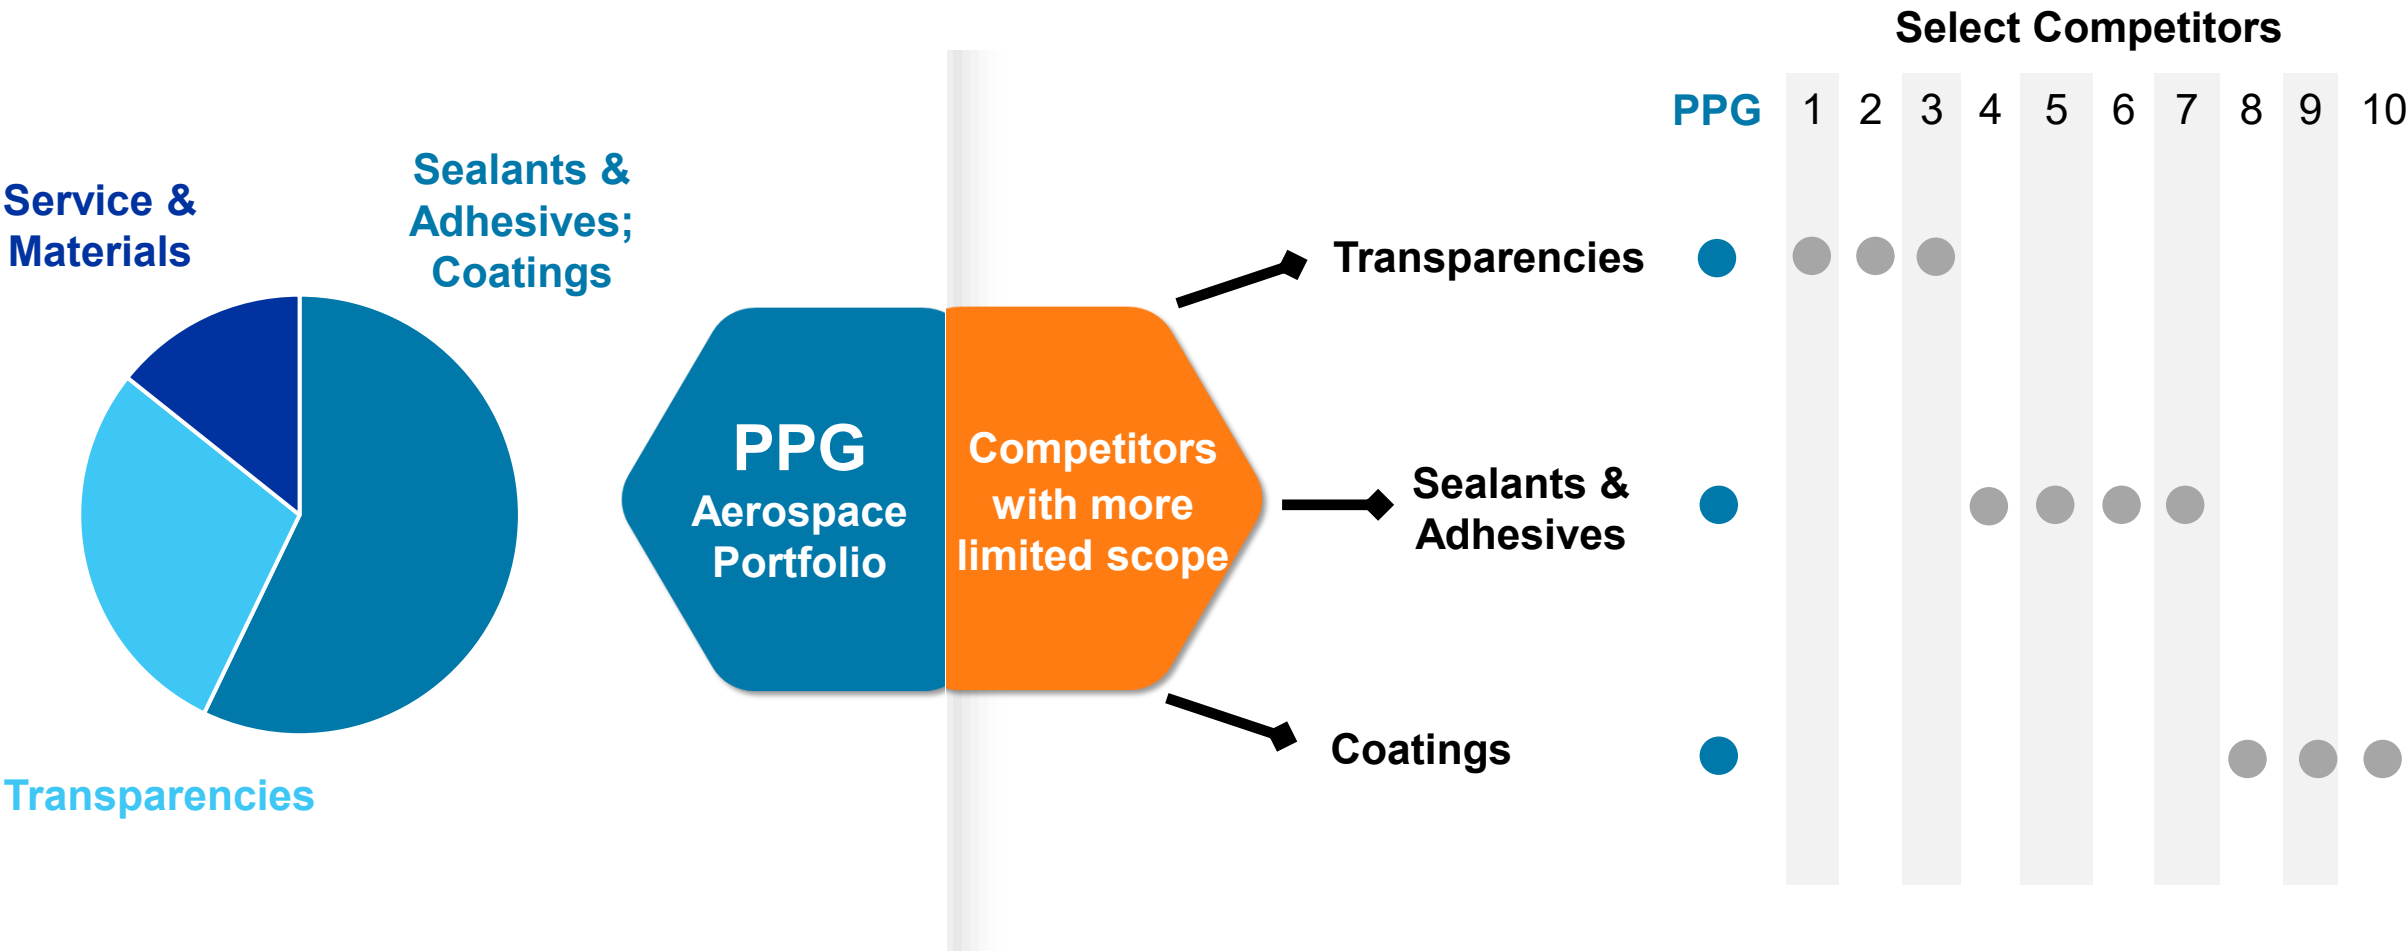 Select Competitors
PPG 1 2 3 4 5 6 7 8 9 10
Service &
Materials
Sealants &
Adhesives;
Coatings
Transparencies
PPG
Aerospace
Portfolio
Competitors
with more
limited scope
Transparencies
Sealants &
Adhesives
Coatings